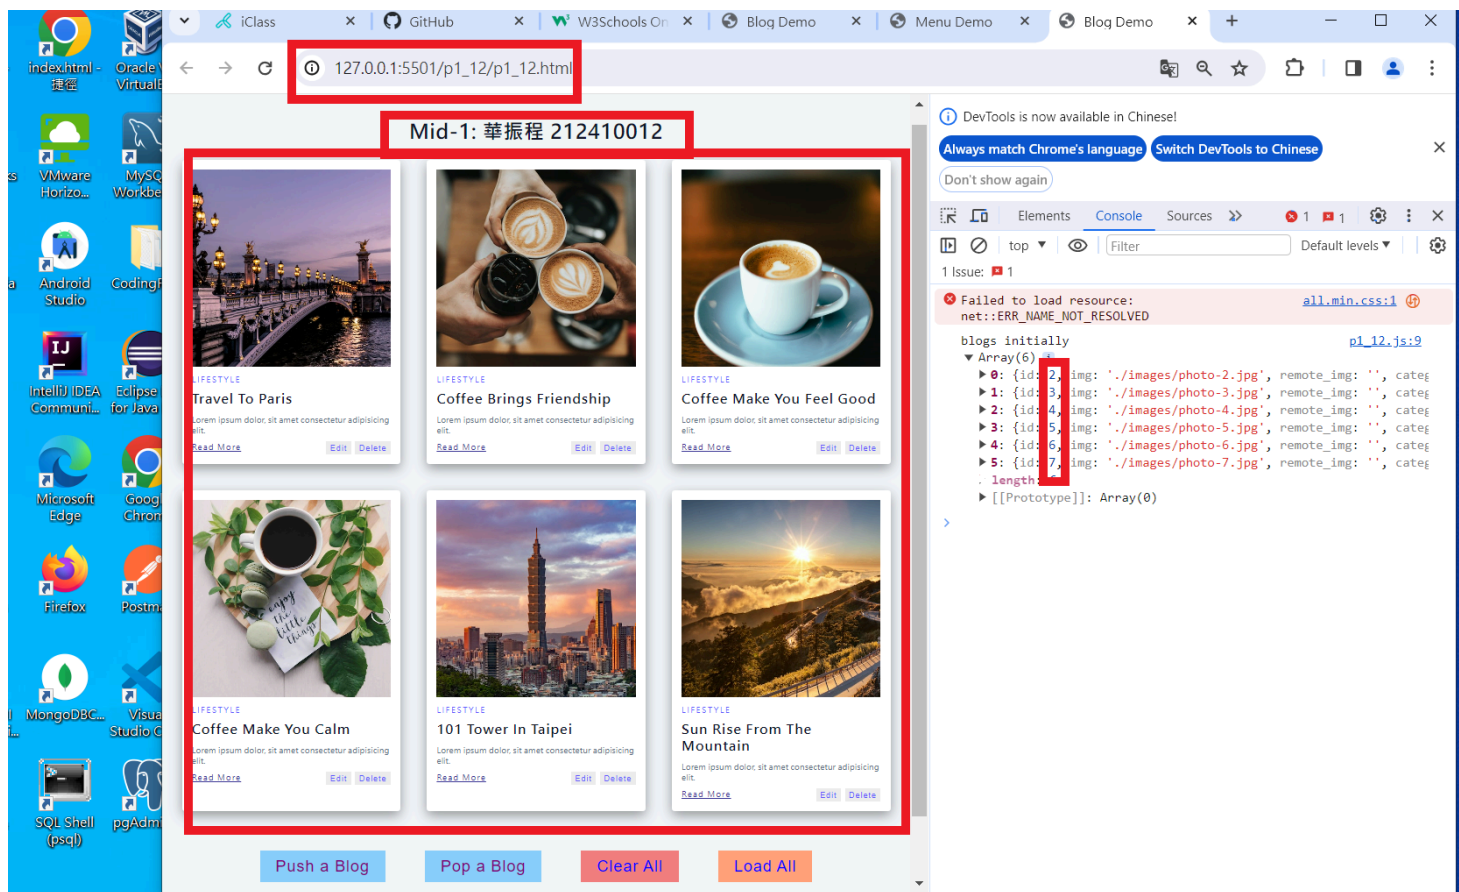 iClass
GitHub
W3Schools On
Blog Demo
Menu Demo
Blog Demo
127.0.0.1:5501/p1_12/p1_12.html
index.html -
捷徑
Oracle
VirtualB
VMware
Horizo...
MySQ
Workbe
Android
Studio
CodingF
IntelliJ IDEA
Communi...
Eclipse
for Java
Microsoft
Edge
Goog
Chrom
Firefox
Postm
MongoDBC...
Visua
Studio C
SQL Shell
(psql)
pgAdmi
Mid-1: 華振程 212410012
LIFESTYLE
Travel To Paris
Lorem ipsum dolor, sit amet consectetur adipisicing
elit.
Read More
Edit
Delete
LIFESTYLE
Coffee Brings Friendship
Lorem ipsum dolor, sit amet consectetur adipisicing
elit.
Read More
Edit
Delete
LIFESTYLE
Coffee Make You Feel Good
Lorem ipsum dolor, sit amet consectetur adipisicing
elit.
Read More
Edit
Delete
enjoy
the
little
things
LIFESTYLE
Coffee Make You Calm
Lorem ipsum dolor, sit amet consectetur adipisicing
elit.
Read More
Edit
Delete
LIFESTYLE
101 Tower In Taipei
Lorem ipsum dolor, sit amet consectetur adipisicing
elit.
Read More
Edit
Delete
LIFESTYLE
Sun Rise From The
Mountain
Lorem ipsum dolor, sit amet consectetur adipisicing
elit.
Read More
Edit
Delete
Push a Blog
Pop a Blog
Clear All
Load All
DevTools is now available in Chinese!
Always match Chrome's language
Switch DevTools to Chinese
Don't show again
Elements
Console
Sources
1
1
top
Filter
Default levels
1 Issue: 1
Failed to load resource: all.min.css:1
net::ERR_NAME_NOT_RESOLVED
blogs initially p1_12.js:9
Array(6)
0: {id: 2, img: './images/photo-2.jpg', remote_img: '', categ
1: {id: 3, img: './images/photo-3.jpg', remote_img: '', categ
2: {id: 4, img: './images/photo-4.jpg', remote_img: '', categ
3: {id: 5, img: './images/photo-5.jpg', remote_img: '', categ
4: {id: 6, img: './images/photo-6.jpg', remote_img: '', categ
5: {id: 7, img: './images/photo-7.jpg', remote_img: '', categ
length:
[[Prototype]]: Array(0)